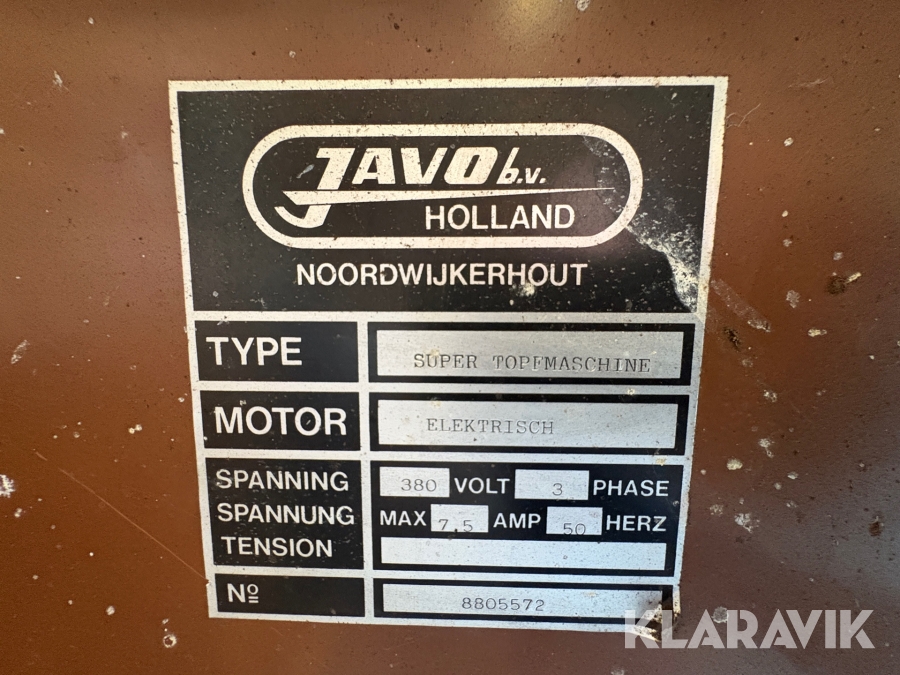 JAVO b.v.
HOLLAND
NOORDWIJKERHOUT
TYPE SUPER TOPFMASCHINE
MOTOR ELEKTRISCH
SPANNING 380 VOLT 3 PHASE
SPANNUNG MAX 7,5 AMP 50 HERZ
TENSION
Nº 8805572
KLARAVIK